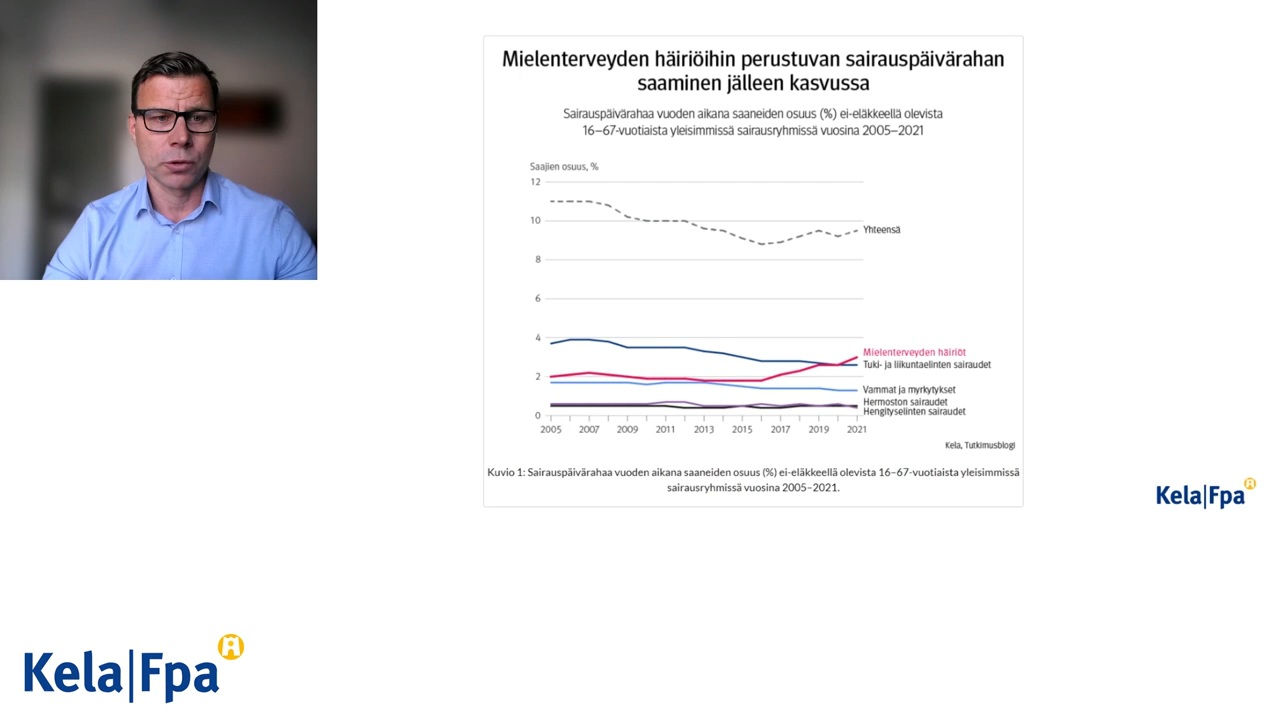 Mielenterveyden häiriöihin perustuvan sairauspäivärahan
saaminen jälleen kasvussa
Sairauspäivärahaa vuoden aikana saaneiden osuus (%) ei-eläkkeellä olevista
16–67-vuotiaista yleisimmissä sairausryhmissä vuosina 2005–2021
Saajien osuus, %
12
10
8
6
4
2
0
Yhteensä
Mielenterveyden häiriöt
Tuki- ja liikuntaelinten sairaudet
Vammat ja myrkytykset
Hermoston sairaudet
Hengityselinten sairaudet
2005 2007 2009 2011 2013 2015 2017 2019 2021
Kela, Tutkimusblogi
Kuvio 1: Sairauspäivärahaa vuoden aikana saaneiden osuus (%) ei-eläkkeellä olevista 16–67-vuotiaista yleisimmissä
sairausryhmissä vuosina 2005–2021.
Kela|Fpa
Kela|Fpa